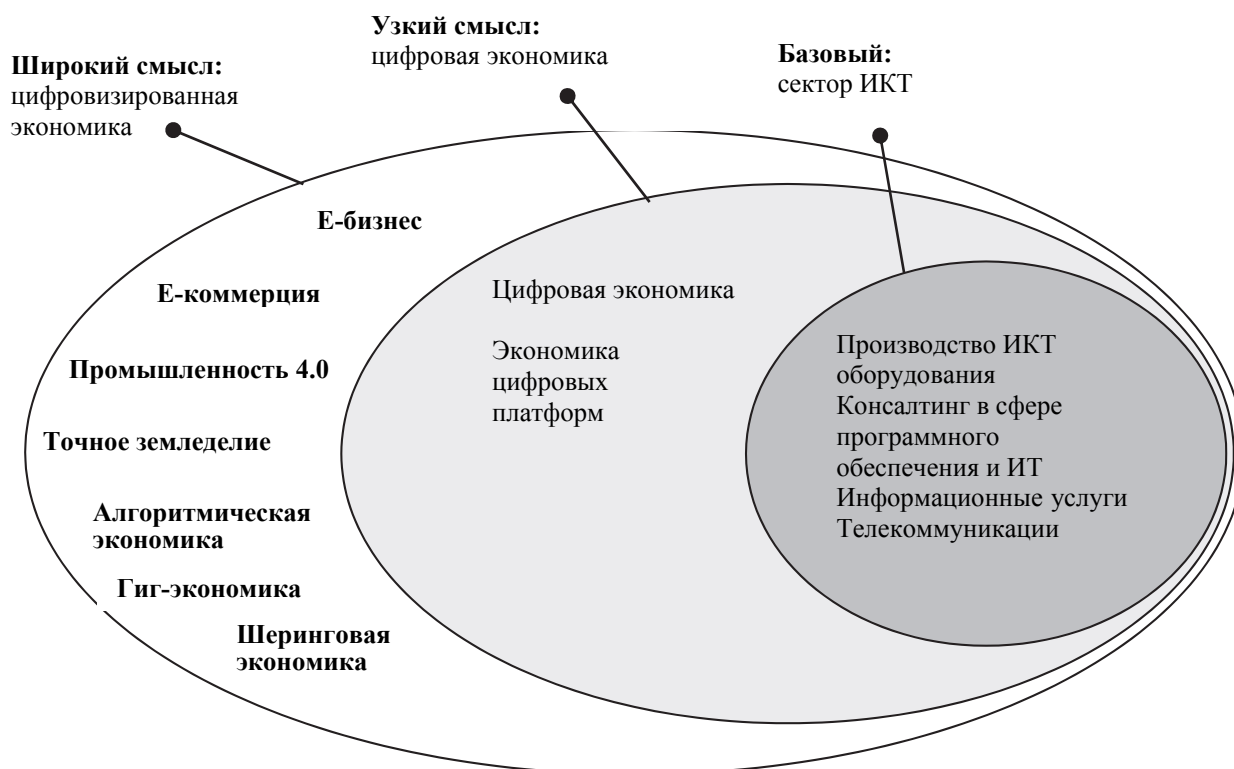 Широкий смысл:
цифровизированная
экономика
Узкий смысл:
цифровая экономика
Базовый:
сектор ИКТ
Е-бизнес
Е-коммерция
Промышленность 4.0
Точное земледелие
Алгоритмическая
экономика
Гиг-экономика
Шеринговая
экономика
Цифровая экономика
Экономика
цифровых
платформ
Производство ИКТ
оборудования
Консалтинг в сфере
программного
обеспечения и ИТ
Информационные услуги
Телекоммуникации